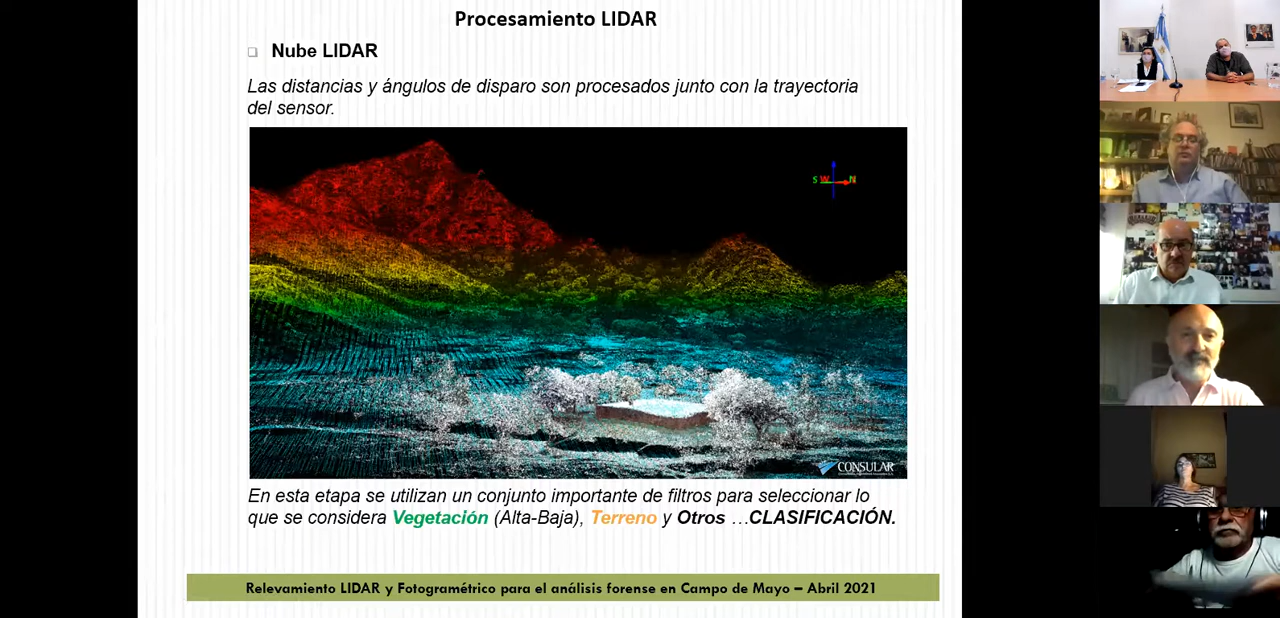 Procesamiento LIDAR
Nube LIDAR
Las distancias y ángulos de disparo son procesados junto con la trayectoria
del sensor.
S W N
CONSULAR
En esta etapa se utilizan un conjunto importante de filtros para seleccionar lo
que se considera Vegetación (Alta-Baja), Terreno y Otros …CLASIFICACIÓN.
Relevamiento LIDAR y Fotogramétrico para el análisis forense en Campo de Mayo – Abril 2021